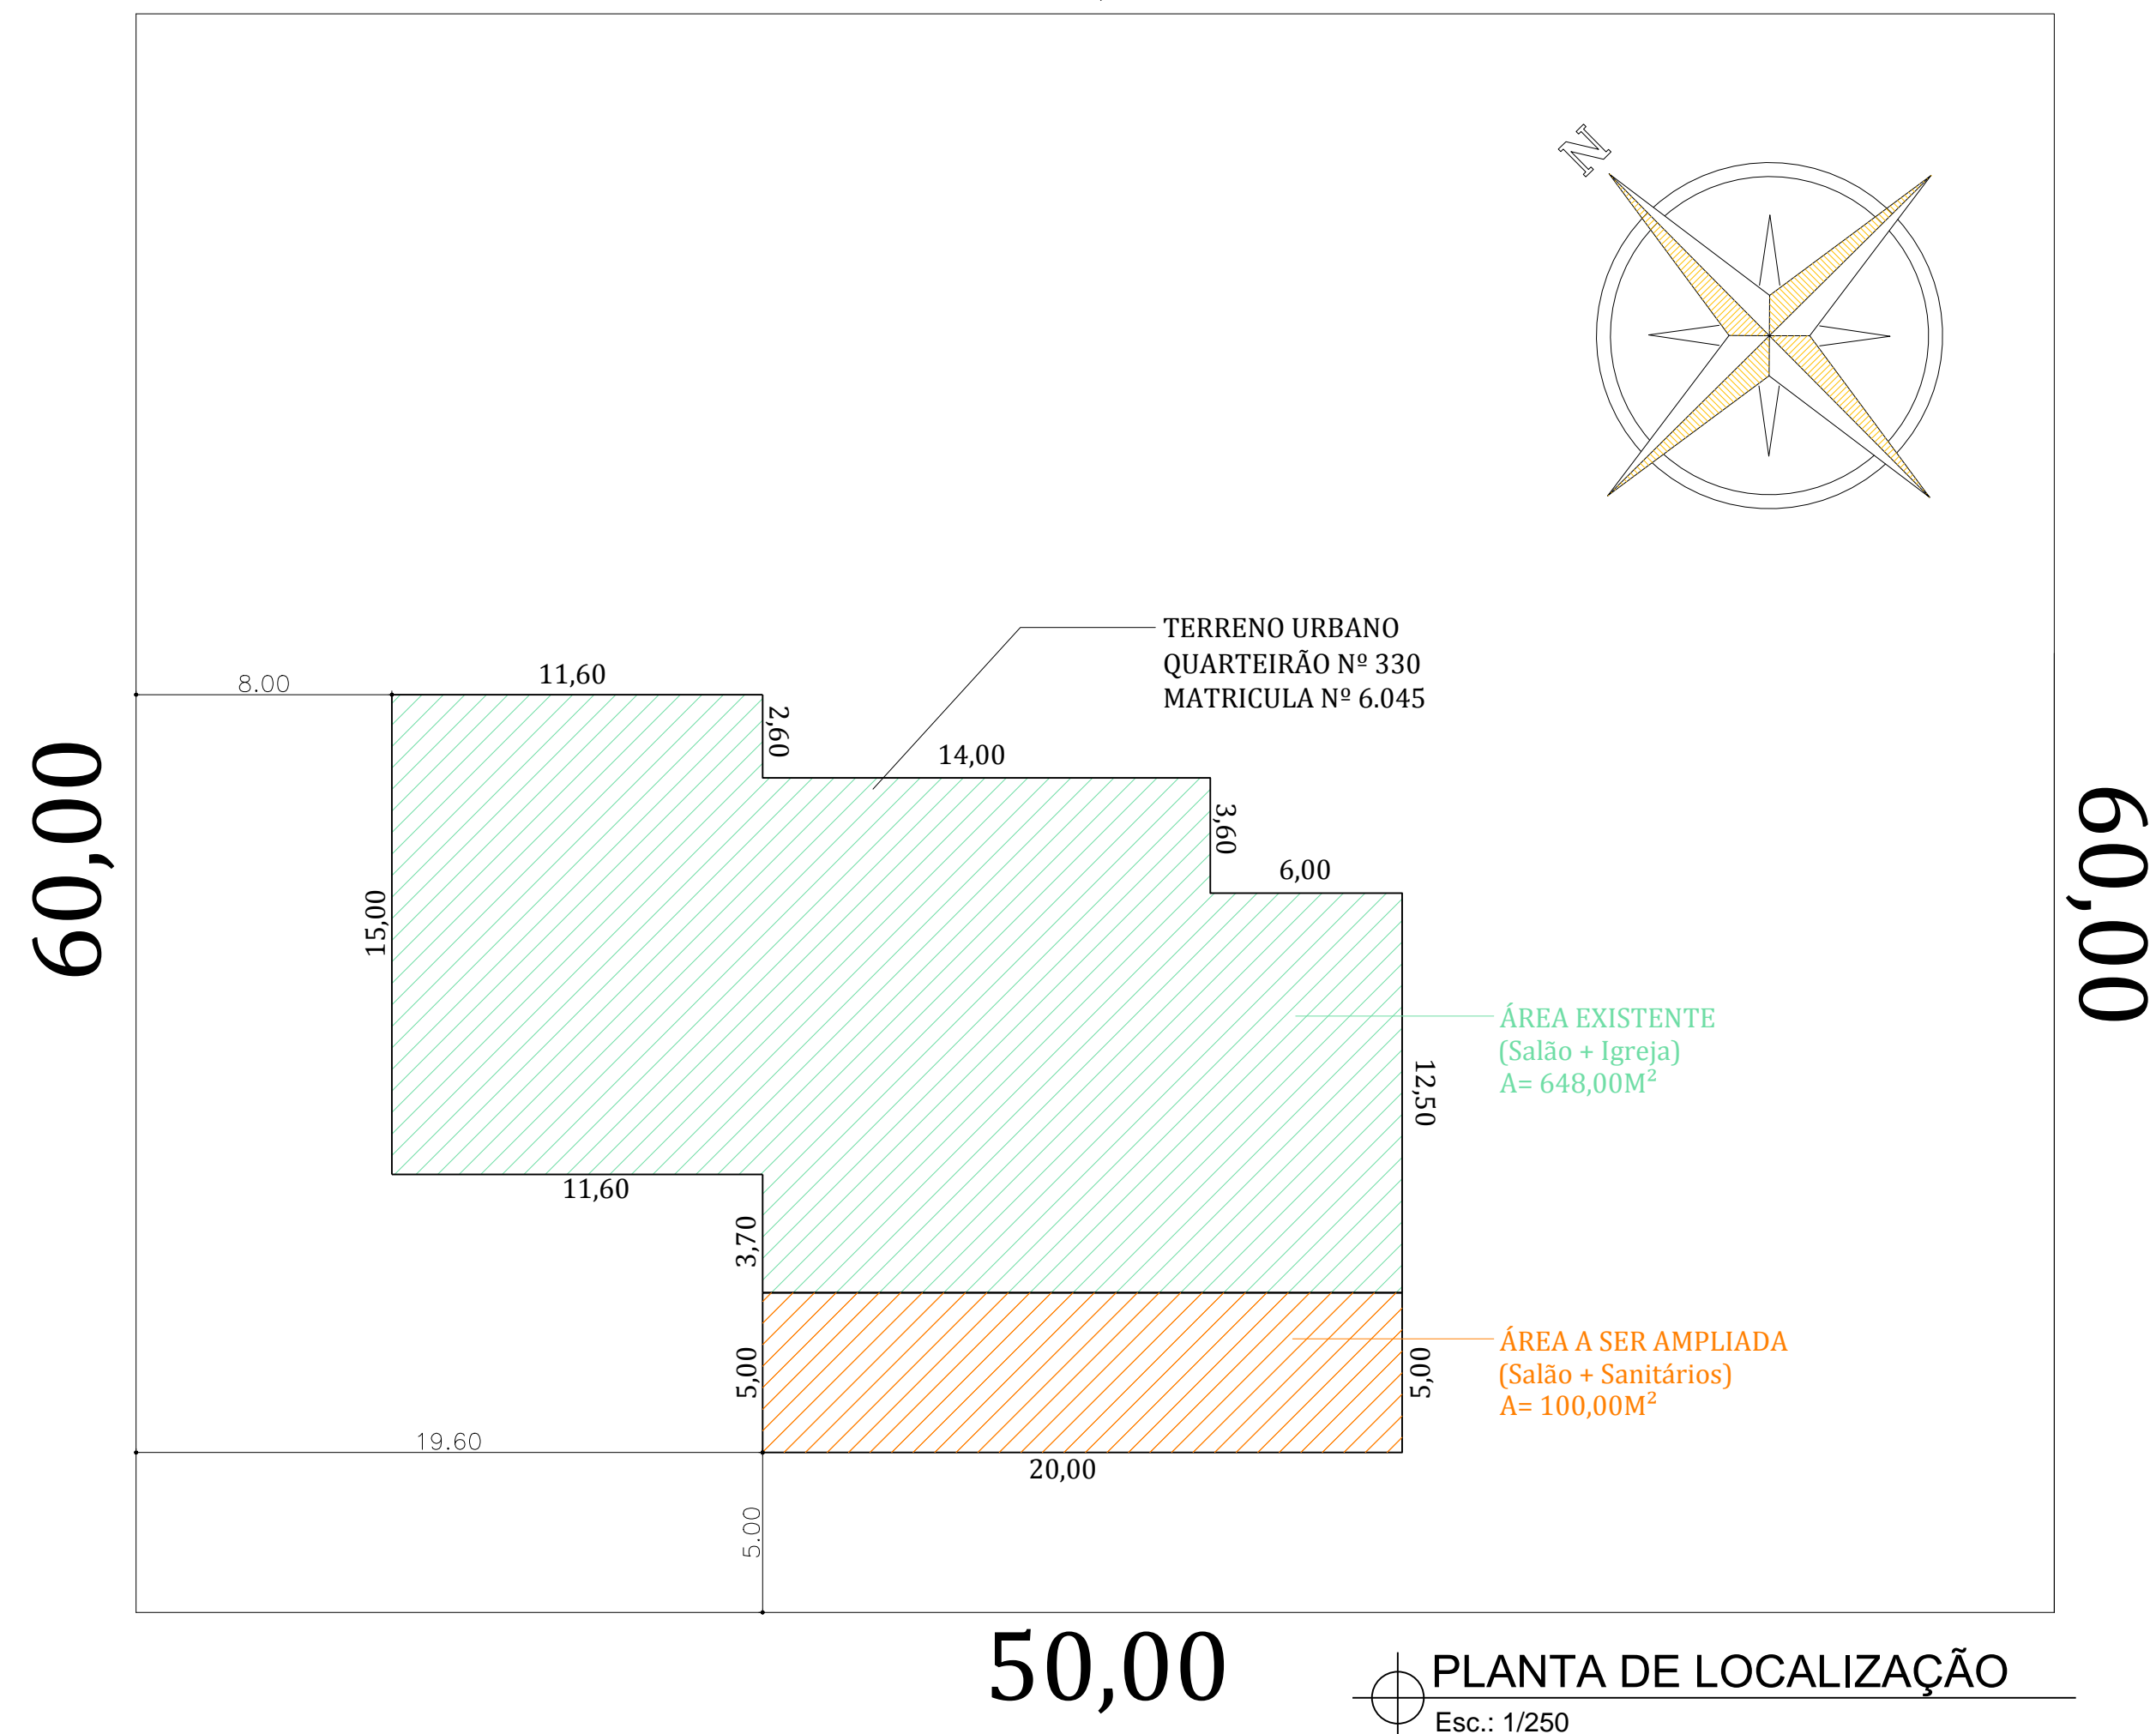 N
TERRENO URBANO
QUARTEIRÃO Nº 330
MATRICULA Nº 6.045
8.00
11,60
2,60
14,00
3,60
6,00
60,00
60,00
15,00
ÁREA EXISTENTE
(Salão + Igreja)
A= 648,00M²
12,50
11,60
3,70
ÁREA A SER AMPLIADA
(Salão + Sanitários)
A= 100,00M²
5,00
5,00
19.60
20,00
5.00
50,00
PLANTA DE LOCALIZAÇÃO
Esc.: 1/250